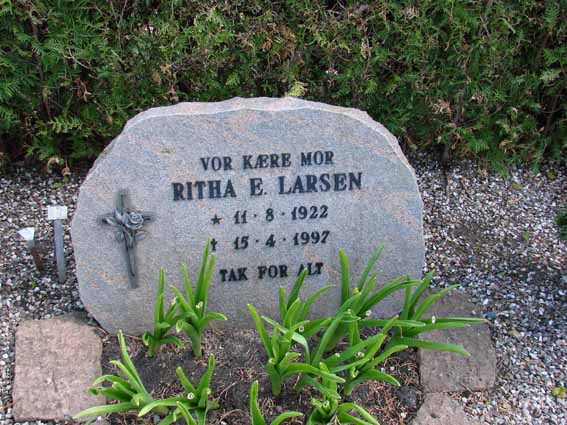 VOR KÆRE MOR
RITHA E. LARSEN
★ 11·8·1922
† 15·4·1997
TAK FOR ALT